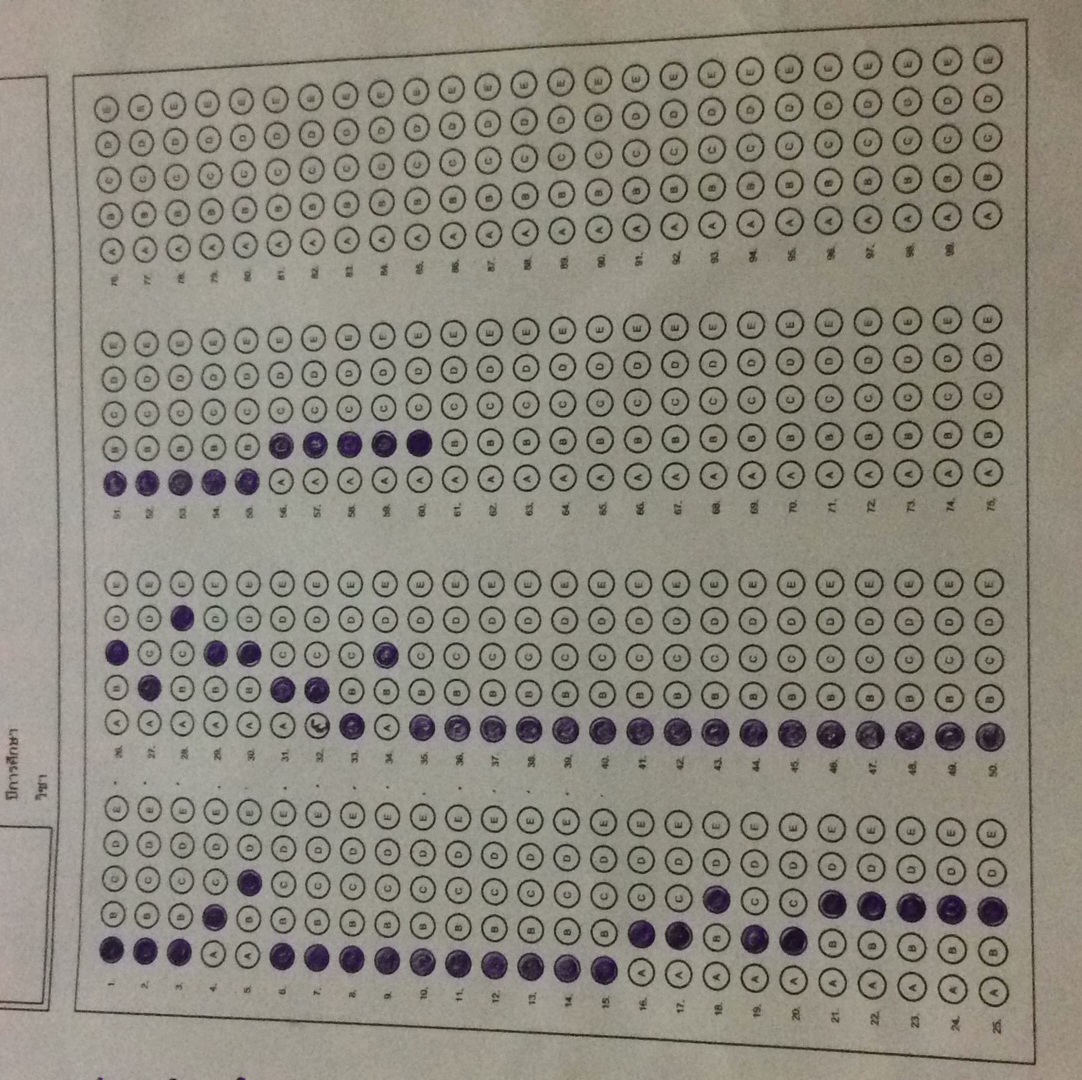 ปีการศึกษา
วิชา
1. B C D E
2. B C D E
3. B C D E
4. A C D E
5. A B D E
6. B C D E
7. B C D E
8. B C D E
9. B C D E
10. B C D E
11. B C D E
12. B C D E
13. B C D E
14. B C D E
15. B C D E
16. A C D E
17. A C D E
18. A B D E
19. A C D E
20. A C D E
21. A B D E
22. A B D E
23. A B D E
24. A B D E
25. A B D E
26. A B D E
27. A C D E
28. A B C E
29. A B D E
30. A B D E
31. A C D E
32. C D E
33. B C D E
34. A B D E
35. B C D E
36. B C D E
37. B C D E
38. B C D E
39. B C D E
40. B C D E
41. B C D E
42. B C D E
43. B C D E
44. B C D E
45. B C D E
46. B C D E
47. B C D E
48. B C D E
49. B C D E
50. B C D E
51. B C D E
52. B C D E
53. B C D E
54. B C D E
55. B C D E
56. A C D E
57. A C D E
58. A C D E
59. A C D E
60. A C D E
61. A B C D E
62. A B C D E
63. A B C D E
64. A B C D E
65. A B C D E
66. A B C D E
67. A B C D E
68. A B C D E
69. A B C D E
70. A B C D E
71. A B C D E
72. A B C D E
73. A B C D E
74. A B C D E
75. A B C D E
76. A B C D E
77. A B C D E
78. A B C D E
79. A B C D E
80. A B C D E
81. A B C D E
82. A B C D E
83. A B C D E
84. A B C D E
85. A B C D E
86. A B C D E
87. A B C D E
88. A B C D E
89. A B C D E
90. A B C D E
91. A B C D E
92. A B C D E
93. A B C D E
94. A B C D E
95. A B C D E
96. A B C D E
97. A B C D E
98. A B C D E
99. A B C D E
A B C D E